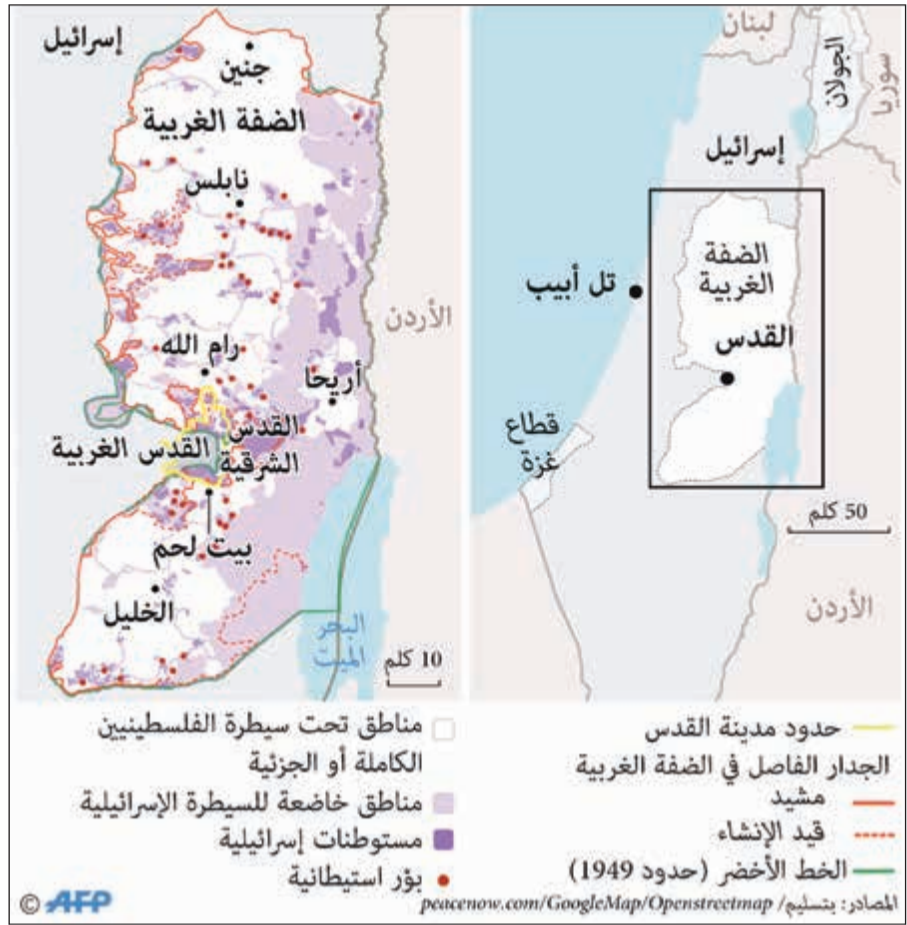 لبنان
سوريا
الجولان
إسرائيل
الضفة
الغربية
تل أبيب
القدس
قطاع
غزة
50 كلم
الأردن
إسرائيل
جنين
الضفة الغربية
نابلس
الأردن
رام الله
أريحا
القدس
الشرقية
القدس الغربية
بيت لحم
الخليل
البحر
الميت
10 كلم
حدود مدينة القدس
الجدار الفاصل في الضفة الغربية
مشيد
قيد الإنشاء
الخط الأخضر (حدود 1949)
مناطق تحت سيطرة الفلسطينيين
الكاملة أو الجزئية
مناطق خاضعة للسيطرة الإسرائيلية
مستوطنات إسرائيلية
بؤر استيطانية
المصادر: بتسليم/ peacenow.com/GoogleMap/Openstreetmap
© AFP